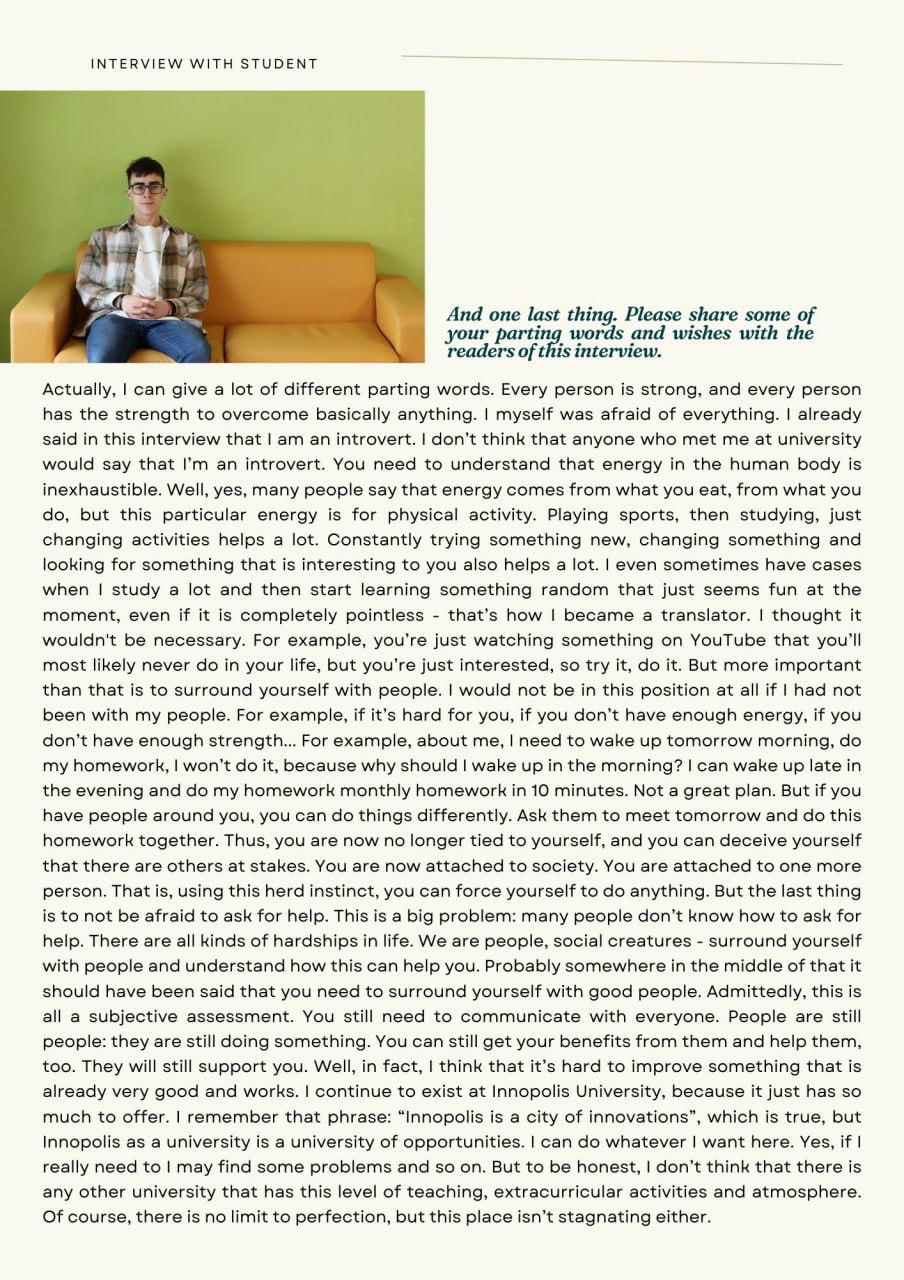 INTERVIEW WITH STUDENT
And one last thing. Please share some of
your parting words and wishes with the
readers of this interview.
Actually, I can give a lot of different parting words. Every person is strong, and every person
has the strength to overcome basically anything. I myself was afraid of everything. I already
said in this interview that I am an introvert. I don’t think that anyone who met me at university
would say that I’m an introvert. You need to understand that energy in the human body is
inexhaustible. Well, yes, many people say that energy comes from what you eat, from what you
do, but this particular energy is for physical activity. Playing sports, then studying, just
changing activities helps a lot. Constantly trying something new, changing something and
looking for something that is interesting to you also helps a lot. I even sometimes have cases
when I study a lot and then start learning something random that just seems fun at the
moment, even if it is completely pointless - that’s how I became a translator. I thought it
wouldn't be necessary. For example, you’re just watching something on YouTube that you’ll
most likely never do in your life, but you’re just interested, so try it, do it. But more important
than that is to surround yourself with people. I would not be in this position at all if I had not
been with my people. For example, if it’s hard for you, if you don’t have enough energy, if you
don’t have enough strength... For example, about me, I need to wake up tomorrow morning, do
my homework, I won’t do it, because why should I wake up in the morning? I can wake up late in
the evening and do my homework monthly homework in 10 minutes. Not a great plan. But if you
have people around you, you can do things differently. Ask them to meet tomorrow and do this
homework together. Thus, you are now no longer tied to yourself, and you can deceive yourself
that there are others at stakes. You are now attached to society. You are attached to one more
person. That is, using this herd instinct, you can force yourself to do anything. But the last thing
is to not be afraid to ask for help. This is a big problem: many people don’t know how to ask for
help. There are all kinds of hardships in life. We are people, social creatures - surround yourself
with people and understand how this can help you. Probably somewhere in the middle of that it
should have been said that you need to surround yourself with good people. Admittedly, this is
all a subjective assessment. You still need to communicate with everyone. People are still
people: they are still doing something. You can still get your benefits from them and help them,
too. They will still support you. Well, in fact, I think that it’s hard to improve something that is
already very good and works. I continue to exist at Innopolis University, because it just has so
much to offer. I remember that phrase: “Innopolis is a city of innovations”, which is true, but
Innopolis as a university is a university of opportunities. I can do whatever I want here. Yes, if I
really need to I may find some problems and so on. But to be honest, I don’t think that there is
any other university that has this level of teaching, extracurricular activities and atmosphere.
Of course, there is no limit to perfection, but this place isn’t stagnating either.